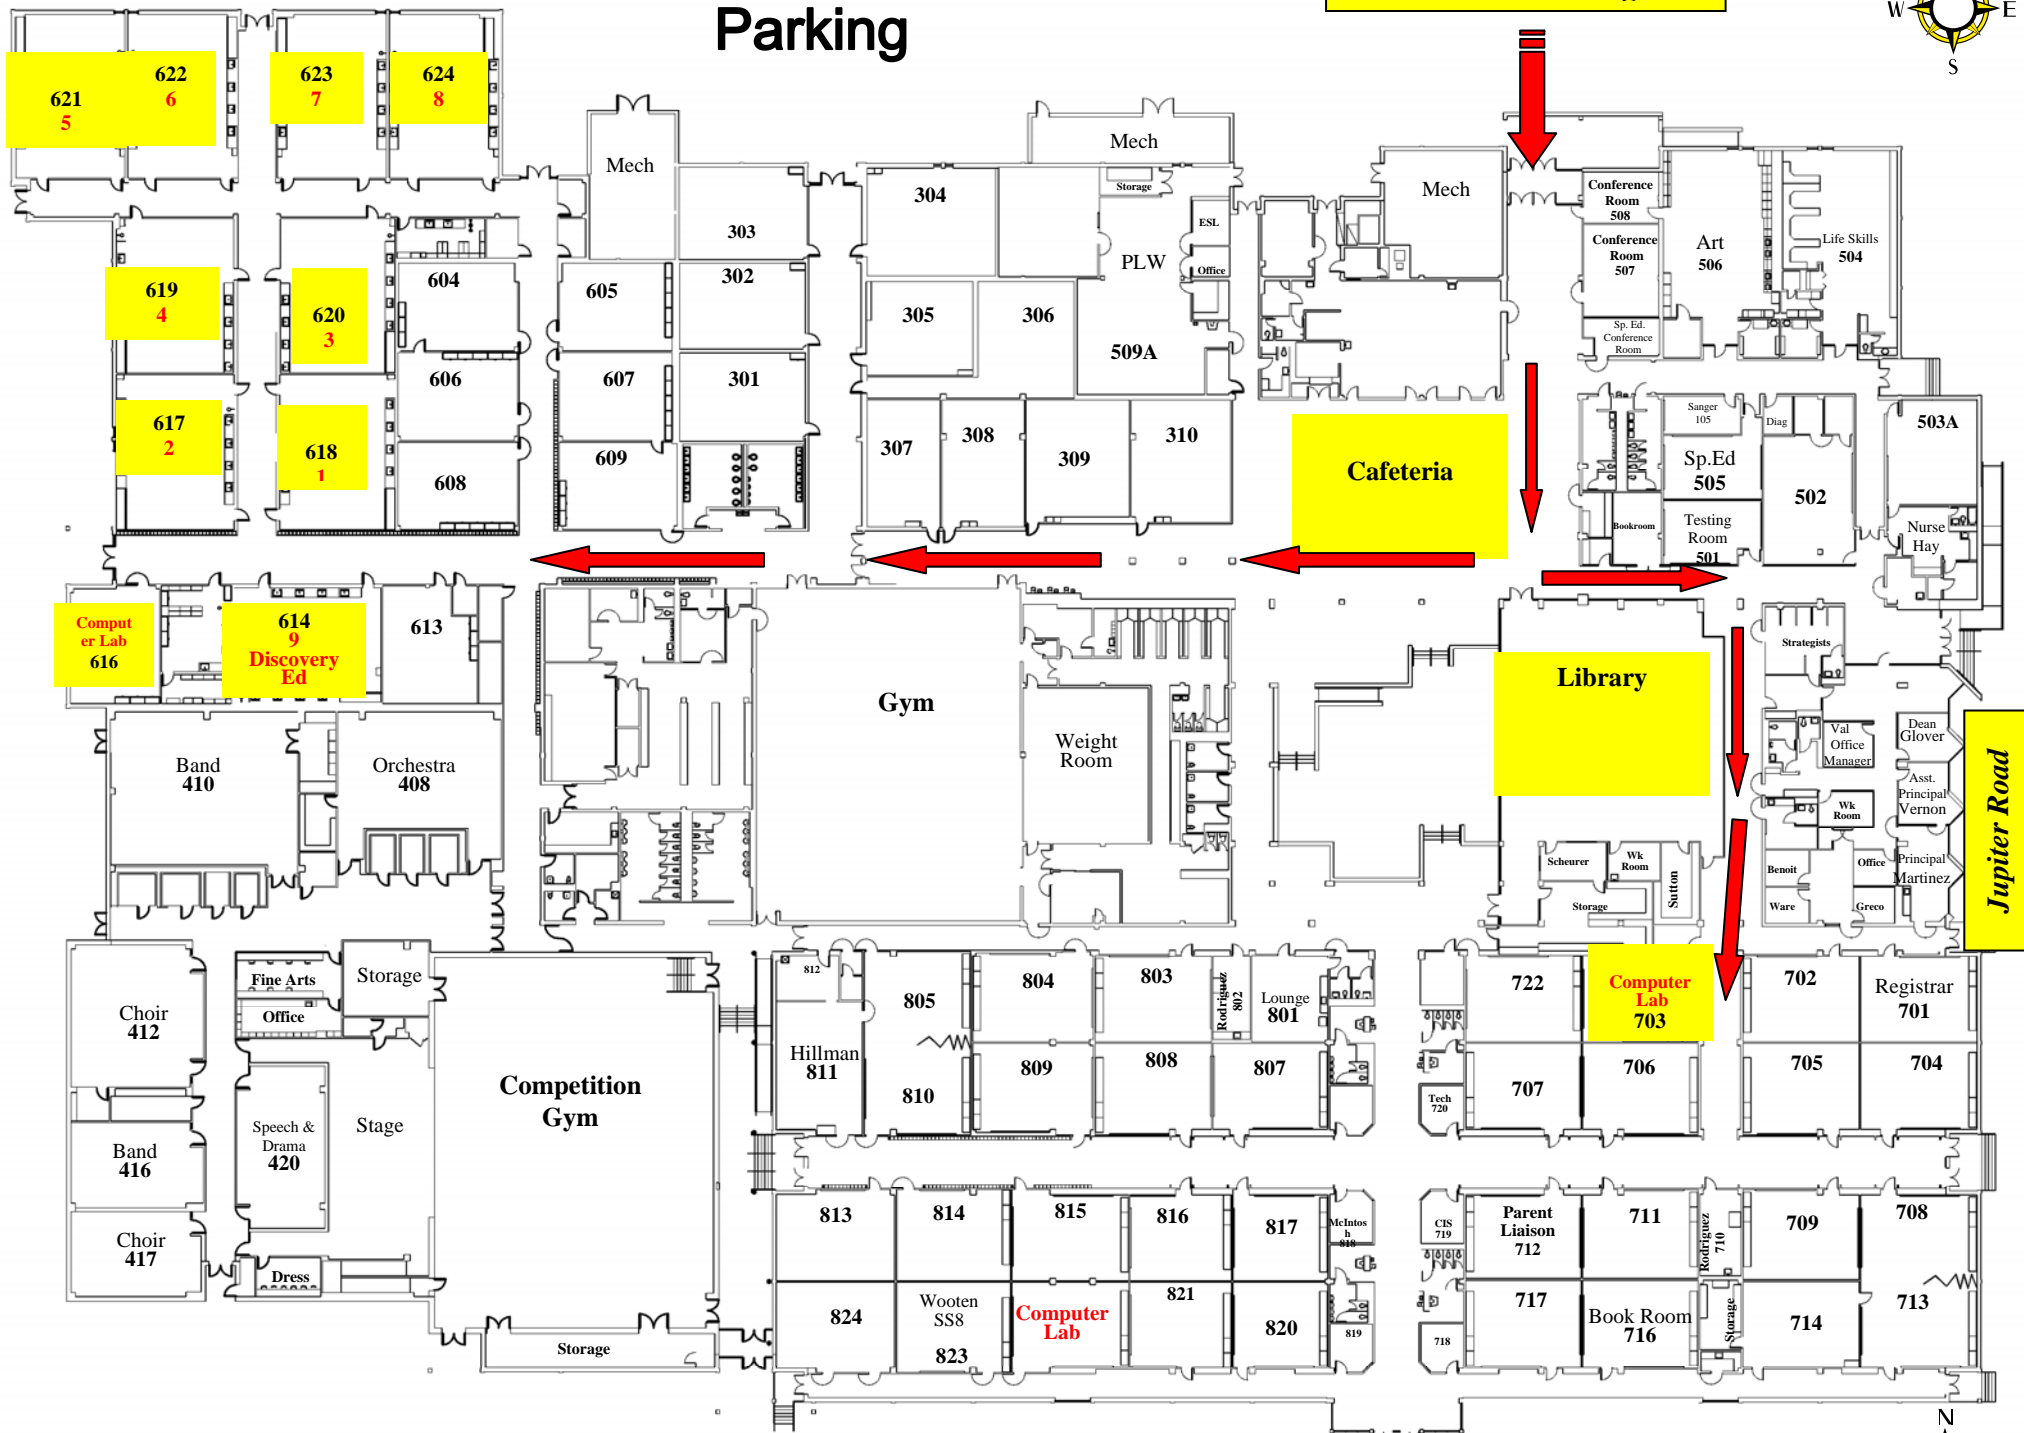 Parking
W
E
S
621
5
622
6
623
7
624
8
Mech
303
304
Mech
Storage
ESL
PLW
Office
Mech
Conference
Room
508
Conference
Room
507
Sp. Ed.
Conference
Room
Art
506
Life Skills
504
619
4
620
3
604
605
302
305
306
509A
606
607
301
617
2
618
1
608
609
307
308
309
310
Cafeteria
Sanger
105
Diag
Sp.Ed
505
502
503A
Bookroom
Testing
Room
501
Nurse
Hay
Comput
er Lab
616
614
9
Discovery
Ed
613
Gym
Weight
Room
Library
Strategists
Val
Office
Manager
Dean
Glover
Asst.
Principal
Vernon
Wk
Room
Jupiter Road
Band
410
Orchestra
408
Scheurer
Wk
Room
Sutton
Storage
Benoit
Office
Principal
Martinez
Ware
Greco
Choir
412
Fine Arts
Storage
Office
812
805
804
803
Rodriguez
802
Lounge
801
722
Computer
Lab
703
702
Registrar
701
Hillman
811
810
809
808
807
Tech
720
707
706
705
704
Competition
Gym
Stage
Speech &
Drama
420
Band
416
Choir
417
Dress
Storage
813
814
815
816
817
McIntos
h
818
CIS
719
Parent
Liaison
712
711
Rodriguez
710
709
708
824
Wooten
SS8
823
Computer
Lab
821
820
819
718
717
Book Room
716
Storage
714
713
N